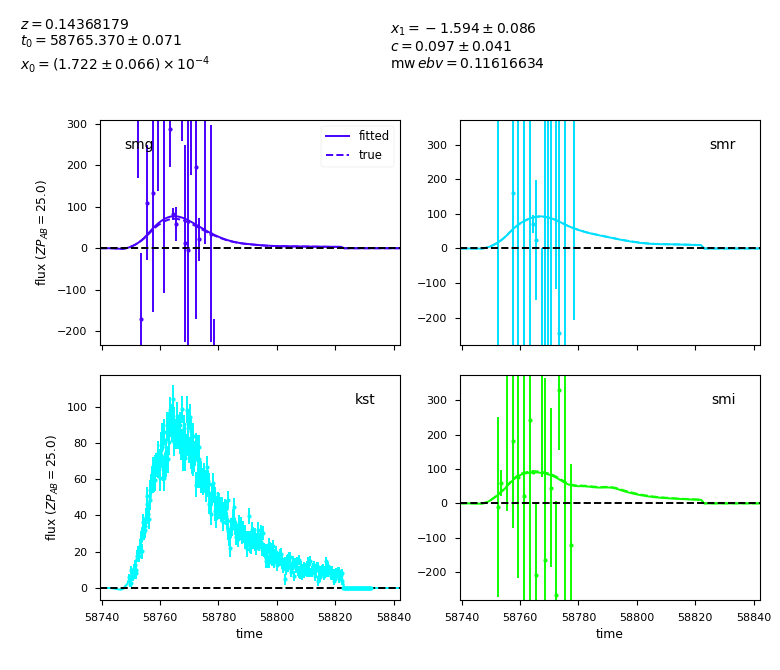 z = 0.14368179
t0 = 58765.370 ± 0.071
x0 = (1.722 ± 0.066) × 10^−4
x1 = −1.594 ± 0.086
c = 0.097 ± 0.041
mwebv = 0.11616634
300
200
100
0
−100
−200
flux (ZP_AB = 25.0)
smg
fitted
true
300
200
100
0
−100
−200
smr
100
80
60
40
20
0
flux (ZP_AB = 25.0)
kst
58740 58760 58780 58800 58820 58840
time
300
200
100
0
−100
−200
smi
58740 58760 58780 58800 58820 58840
time